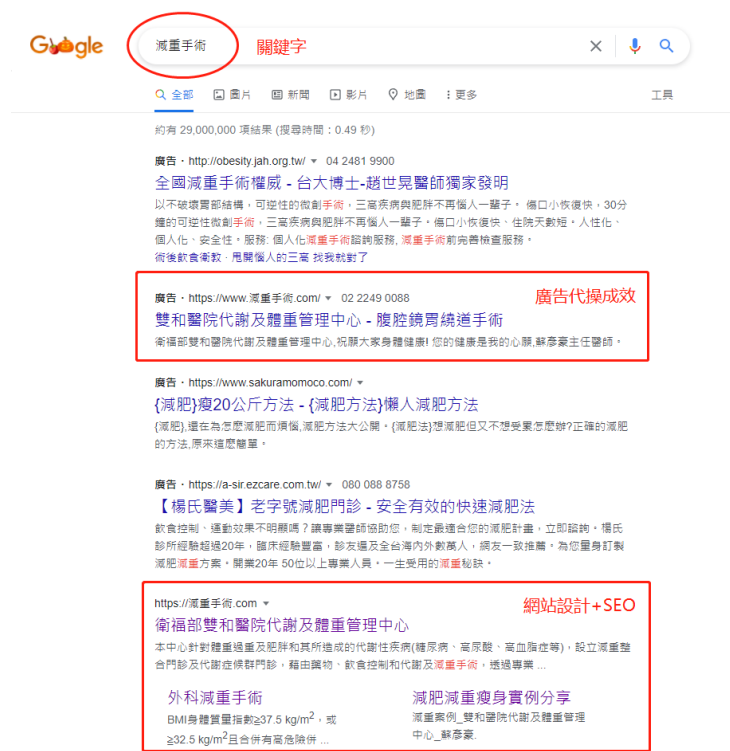 Google
減重手術
關鍵字
全部 圖片 新聞 影片 地圖 更多 工具
約有 29,000,000 項結果 (搜尋時間:0.49 秒)
廣告 · http://obesity.jah.org.tw/ 04 2481 9900
全國減重手術權威 - 台大博士-趙世晃醫師獨家發明
以不破壞胃部結構,可逆性的微創手術,三高疾病與肥胖不再惱人一輩子。 傷口小恢復快,30分
鐘的可逆性微創手術,三高疾病與肥胖不再惱人一輩子。傷口小恢復快、住院天數短。人性化、
個人化、安全性。服務: 個人化減重手術諮詢服務, 減重手術前完善檢查服務。
術後飲食衛教 · 甩開惱人的三高 找我就對了
廣告 · https://www.減重手術.com/ 02 2249 0088
廣告代操成效
雙和醫院代謝及體重管理中心 - 腹腔鏡胃繞道手術
衛福部雙和醫院代謝及體重管理中心,祝願大家身體健康! 您的健康是我的心願,蘇彥豪主任醫師。
廣告 · https://www.sakuramomoco.com/
{減肥}瘦20公斤方法 - {減肥方法}懶人減肥方法
{減肥},還在為怎麼減肥而煩惱,減肥方法大公開。{減肥法}想減肥但又不想受累怎麼辦?正確的減肥
的方法,原來這麼簡單。
廣告 · https://a-sir.ezcare.com.tw/ 080 088 8758
【楊氏醫美】老字號減肥門診 - 安全有效的快速減肥法
飲食控制、運動效果不明顯嗎?讓專業醫師協助您,制定最適合您的減肥計畫,立即諮詢。楊氏
診所經驗超過20年,臨床經驗豐富,診友遍及全台海內外數萬人,網友一致推薦。為您量身訂製
減肥減重方案。開業20年 50位以上專業人員。一生受用的減重秘訣。
https://減重手術.com
網站設計+SEO
衛福部雙和醫院代謝及體重管理中心
本中心針對體重過重及肥胖和其所造成的代謝性疾病(糖尿病、高尿酸、高血脂症等),設立減重整
合門診及代謝症候群門診,藉由藥物、飲食控制和代謝及減重手術,透過專業 ...
外科減重手術
BMI身體質量指數≧37.5 kg/m²,或
≧32.5 kg/m²且合併有高危險併 ...
減肥減重瘦身實例分享
減重案例_雙和醫院代謝及體重管理
中心_蘇彥豪.